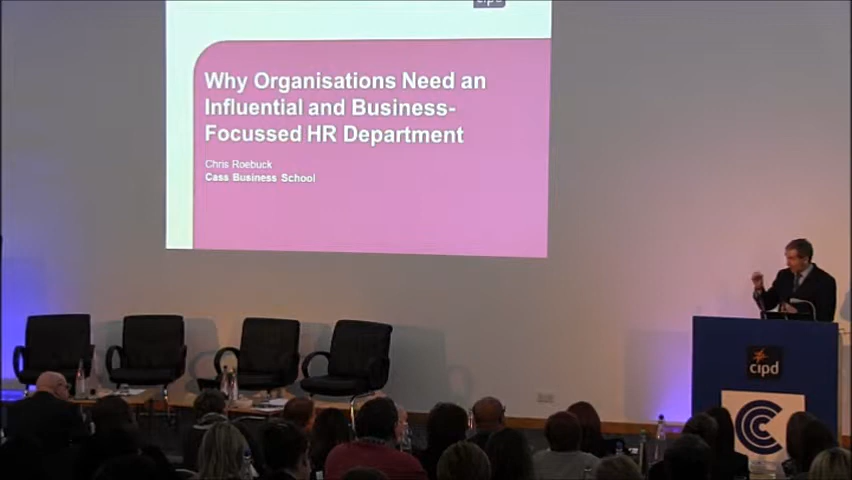 cipd
Why Organisations Need an
Influential and Business-
Focussed HR Department
Chris Roebuck
Cass Business School
cipd